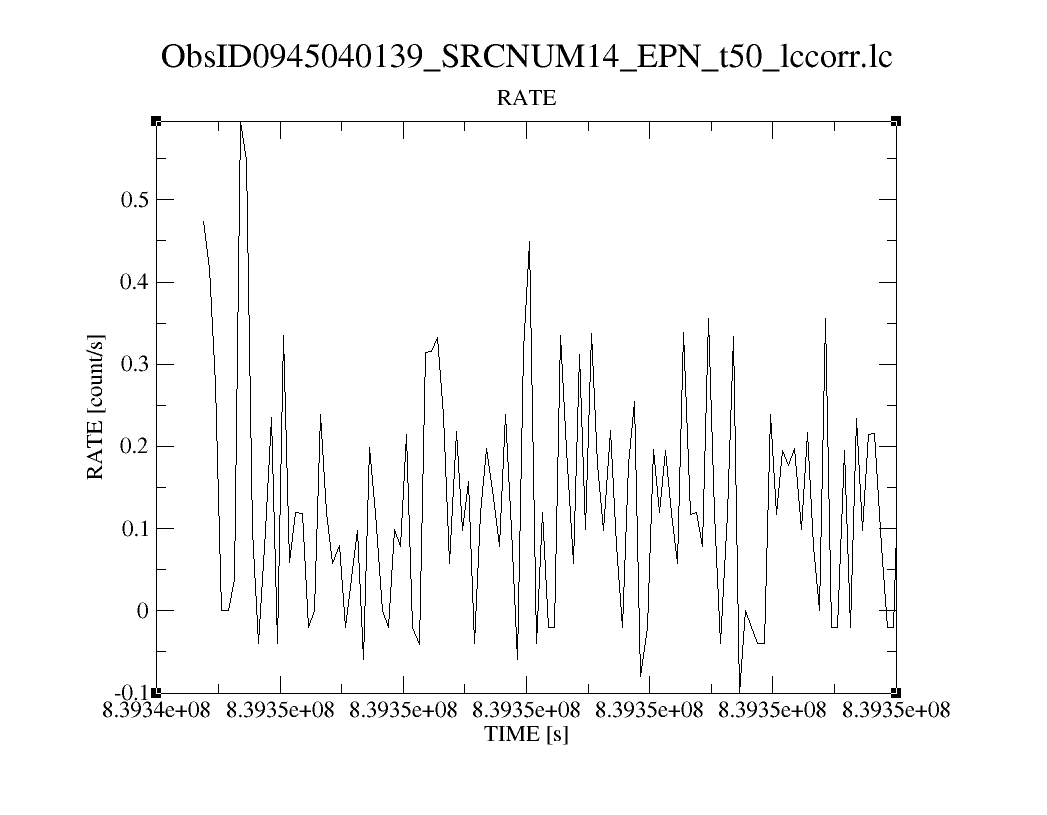 ObsID0945040139_SRCNUM14_EPN_t50_lccorr.lc
RATE
0.5
0.4
0.3
0.2
0.1
0
-0.1
RATE [count/s]
8.3934e+08 8.3935e+08 8.3935e+08 8.3935e+08 8.3935e+08 8.3935e+08 8.3935e+08
TIME [s]